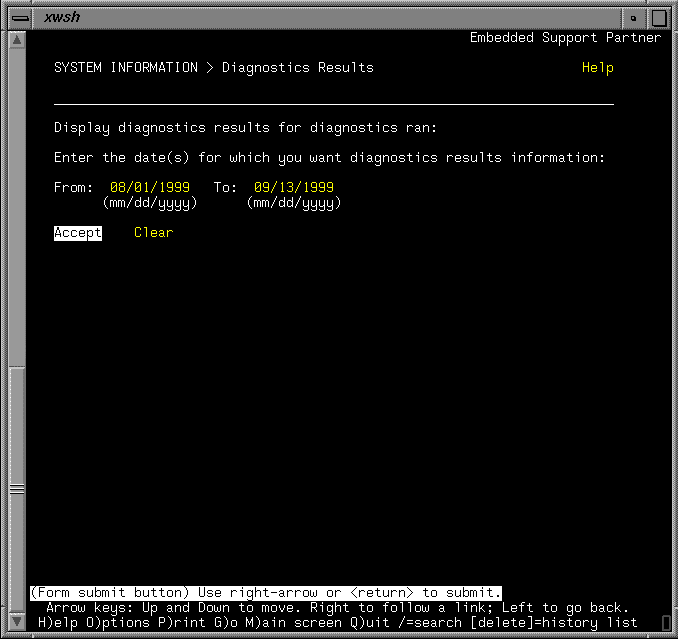 xwsh
Embedded Support Partner
SYSTEM INFORMATION > Diagnostics Results Help
Display diagnostics results for diagnostics ran:
Enter the date(s) for which you want diagnostics results information:
From: 08/01/1999 To: 09/13/1999
(mm/dd/yyyy) (mm/dd/yyyy)
Accept Clear
(Form submit button) Use right-arrow or <return> to submit.
Arrow keys: Up and Down to move. Right to follow a link; Left to go back.
H)elp O)ptions P)rint G)o M)ain screen Q)uit /=search [delete]=history list